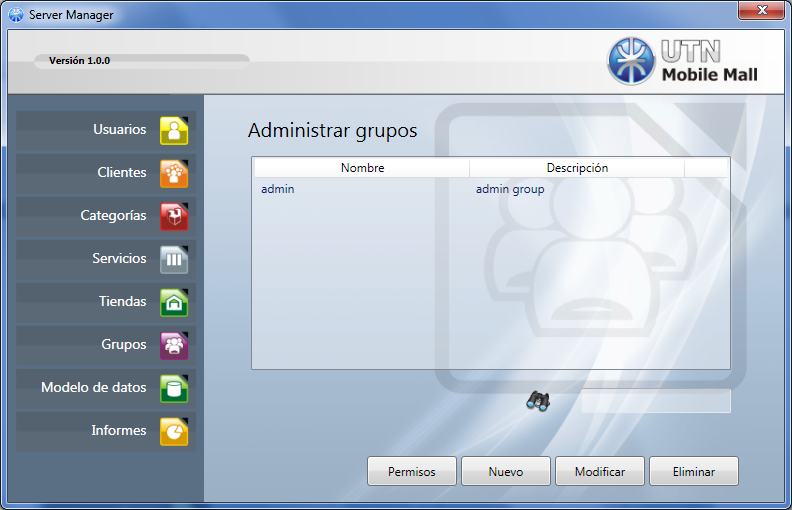 Server Manager
Versión 1.0.0
UTN
Mobile Mall
Usuarios
Clientes
Categorías
Servicios
Tiendas
Grupos
Modelo de datos
Informes
Administrar grupos
Nombre Descripción
admin admin group
Permisos Nuevo Modificar Eliminar